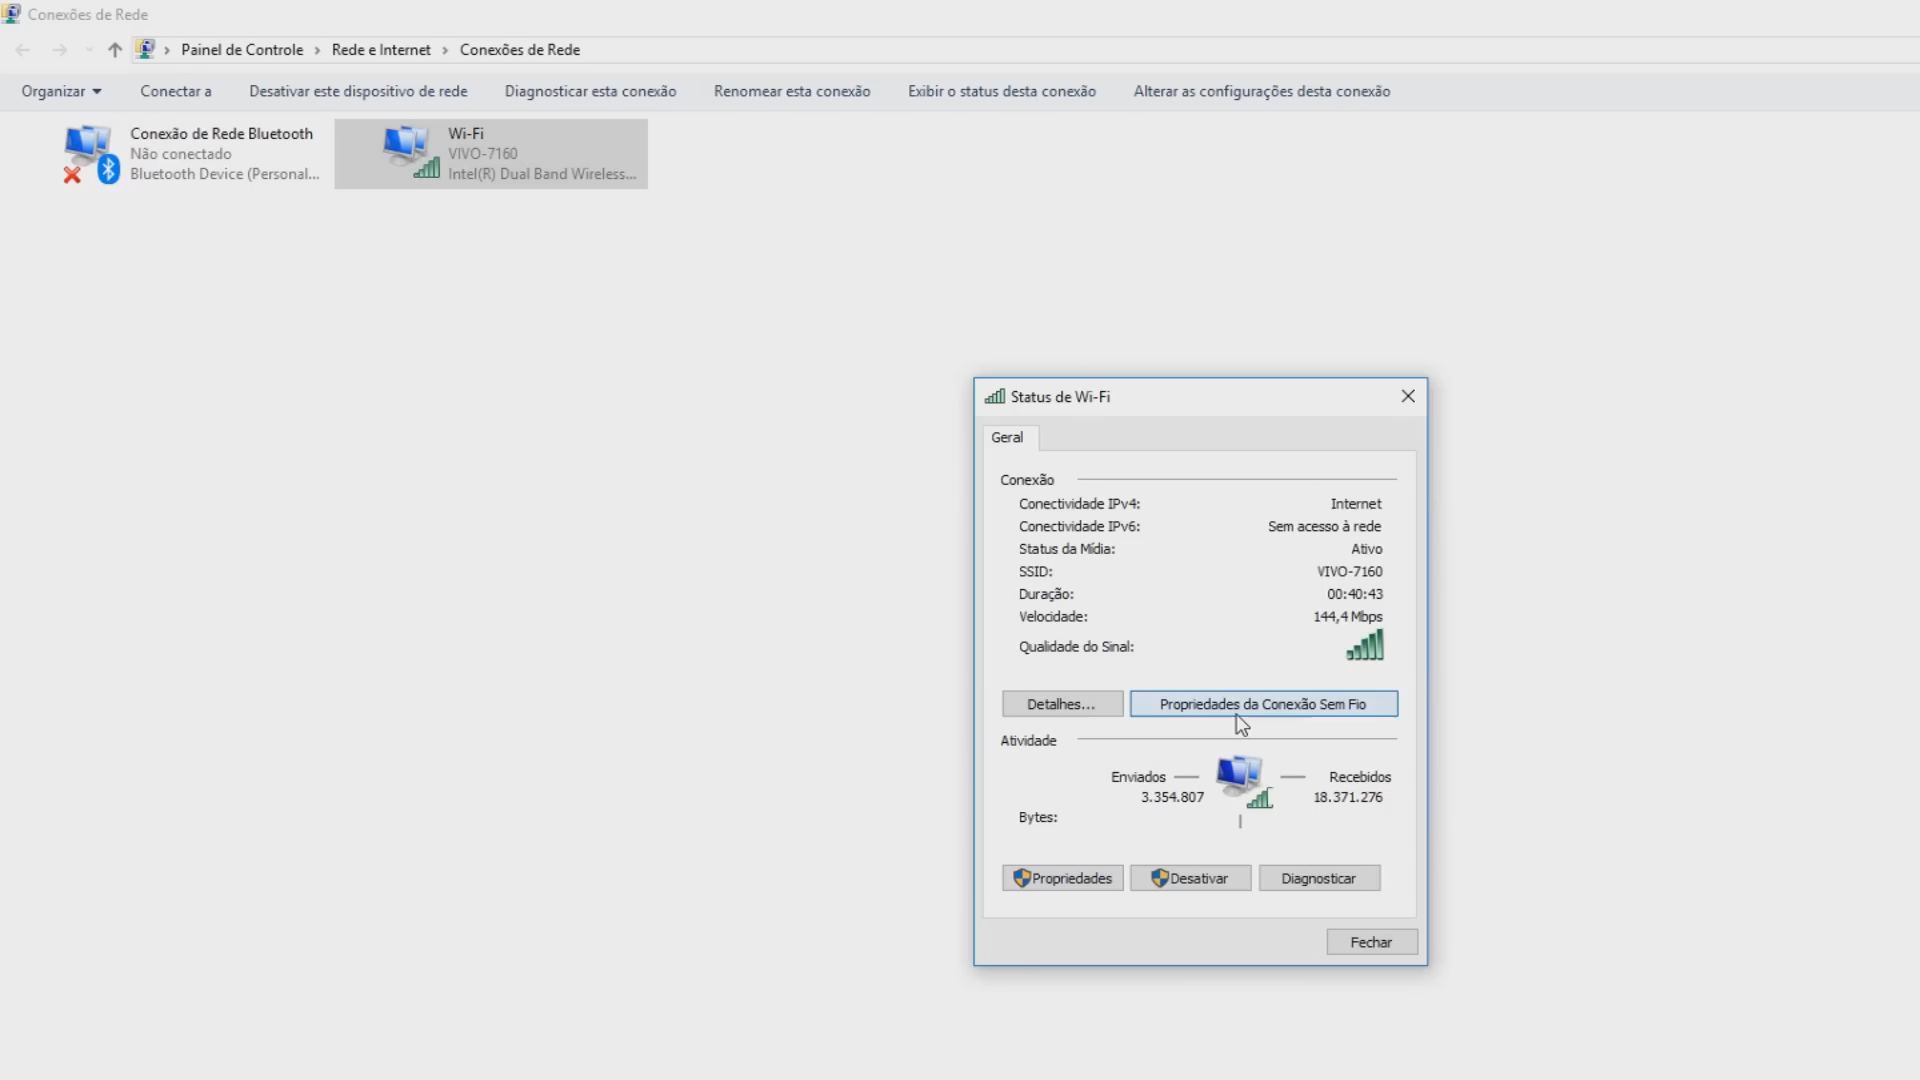 Conexões de Rede
Painel de Controle › Rede e Internet › Conexões de Rede
Organizar Conectar a Desativar este dispositivo de rede Diagnosticar esta conexão Renomear esta conexão Exibir o status desta conexão Alterar as configurações desta conexão
Conexão de Rede Bluetooth
Não conectado
Bluetooth Device (Personal...
Wi-Fi
VIVO-7160
Intel(R) Dual Band Wireless...
Status de Wi-Fi
Geral
Conexão
Conectividade IPv4: Internet
Conectividade IPv6: Sem acesso à rede
Status da Mídia: Ativo
SSID: VIVO-7160
Duração: 00:40:43
Velocidade: 144,4 Mbps
Qualidade do Sinal:
Detalhes... Propriedades da Conexão Sem Fio
Atividade
Enviados Recebidos
3.354.807 18.371.276
Bytes:
Propriedades Desativar Diagnosticar
Fechar